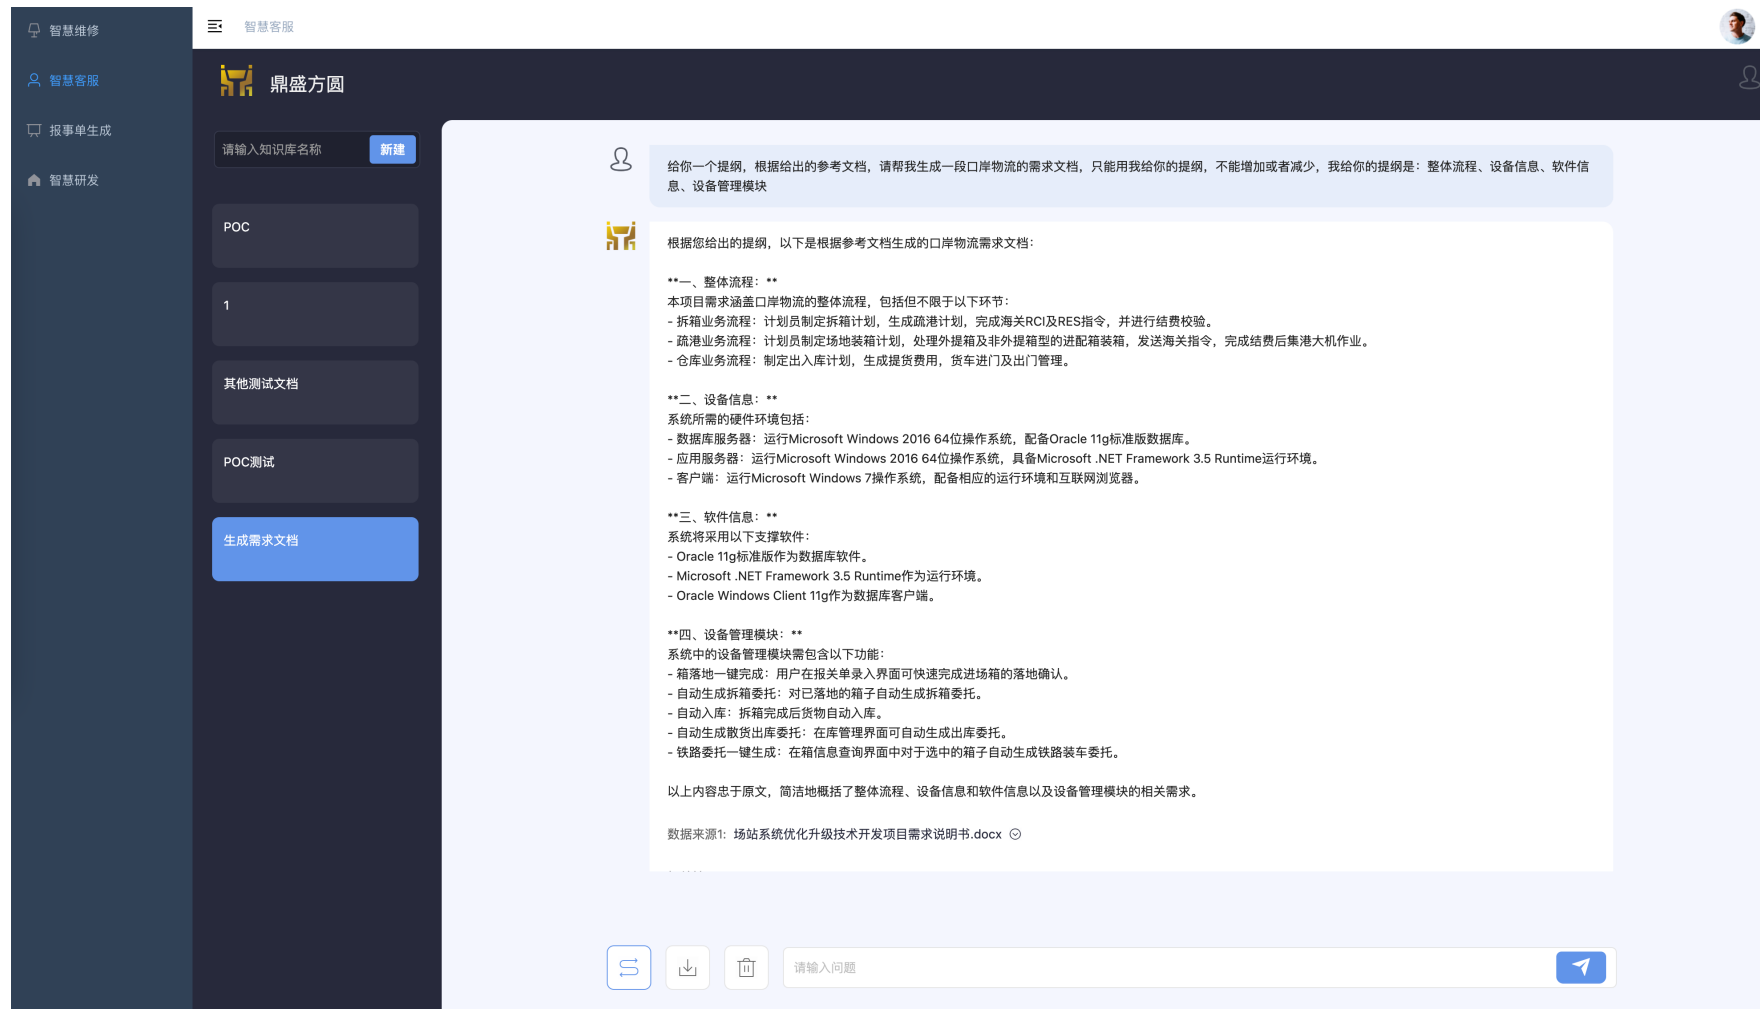 智慧维修
智慧客服
报事单生成
智慧研发
智慧客服
鼎盛方圆
请输入知识库名称
新建
POC
1
其他测试文档
POC测试
生成需求文档
给你一个提纲，根据给出的参考文档，请帮我生成一段口岸物流的需求文档，只能用我给你的提纲，不能增加或者减少，我给你的提纲是：整体流程、设备信息、软件信
息、设备管理模块
根据您给出的提纲，以下是根据参考文档生成的口岸物流需求文档：
**一、整体流程：**
本项目需求涵盖口岸物流的整体流程，包括但不限于以下环节：
- 拆箱业务流程：计划员制定拆箱计划，生成疏港计划，完成海关RCI及RES指令，并进行结费校验。
- 疏港业务流程：计划员制定场地装箱计划，处理外提箱及非外提箱型的进配箱装箱，发送海关指令，完成结费后集港大机作业。
- 仓库业务流程：制定出入库计划，生成提货费用，货车进门及出门管理。
**二、设备信息：**
系统所需的硬件环境包括：
- 数据库服务器：运行Microsoft Windows 2016 64位操作系统，配备Oracle 11g标准版数据库。
- 应用服务器：运行Microsoft Windows 2016 64位操作系统，具备Microsoft .NET Framework 3.5 Runtime运行环境。
- 客户端：运行Microsoft Windows 7操作系统，配备相应的运行环境和互联网浏览器。
**三、软件信息：**
系统将采用以下支撑软件：
- Oracle 11g标准版作为数据库软件。
- Microsoft .NET Framework 3.5 Runtime作为运行环境。
- Oracle Windows Client 11g作为数据库客户端。
**四、设备管理模块：**
系统中的设备管理模块需包含以下功能：
- 箱落地一键完成：用户在报关单录入界面可快速完成进场箱的落地确认。
- 自动生成拆箱委托：对已落地的箱子自动生成拆箱委托。
- 自动入库：拆箱完成后货物自动入库。
- 自动生成散货出库委托：在库管理界面可自动生成出库委托。
- 铁路委托一键生成：在箱信息查询界面中对于选中的箱子自动生成铁路装车委托。
以上内容忠于原文，简洁地概括了整体流程、设备信息和软件信息以及设备管理模块的相关需求。
数据来源1: 场站系统优化升级技术开发项目需求说明书.docx
请输入问题